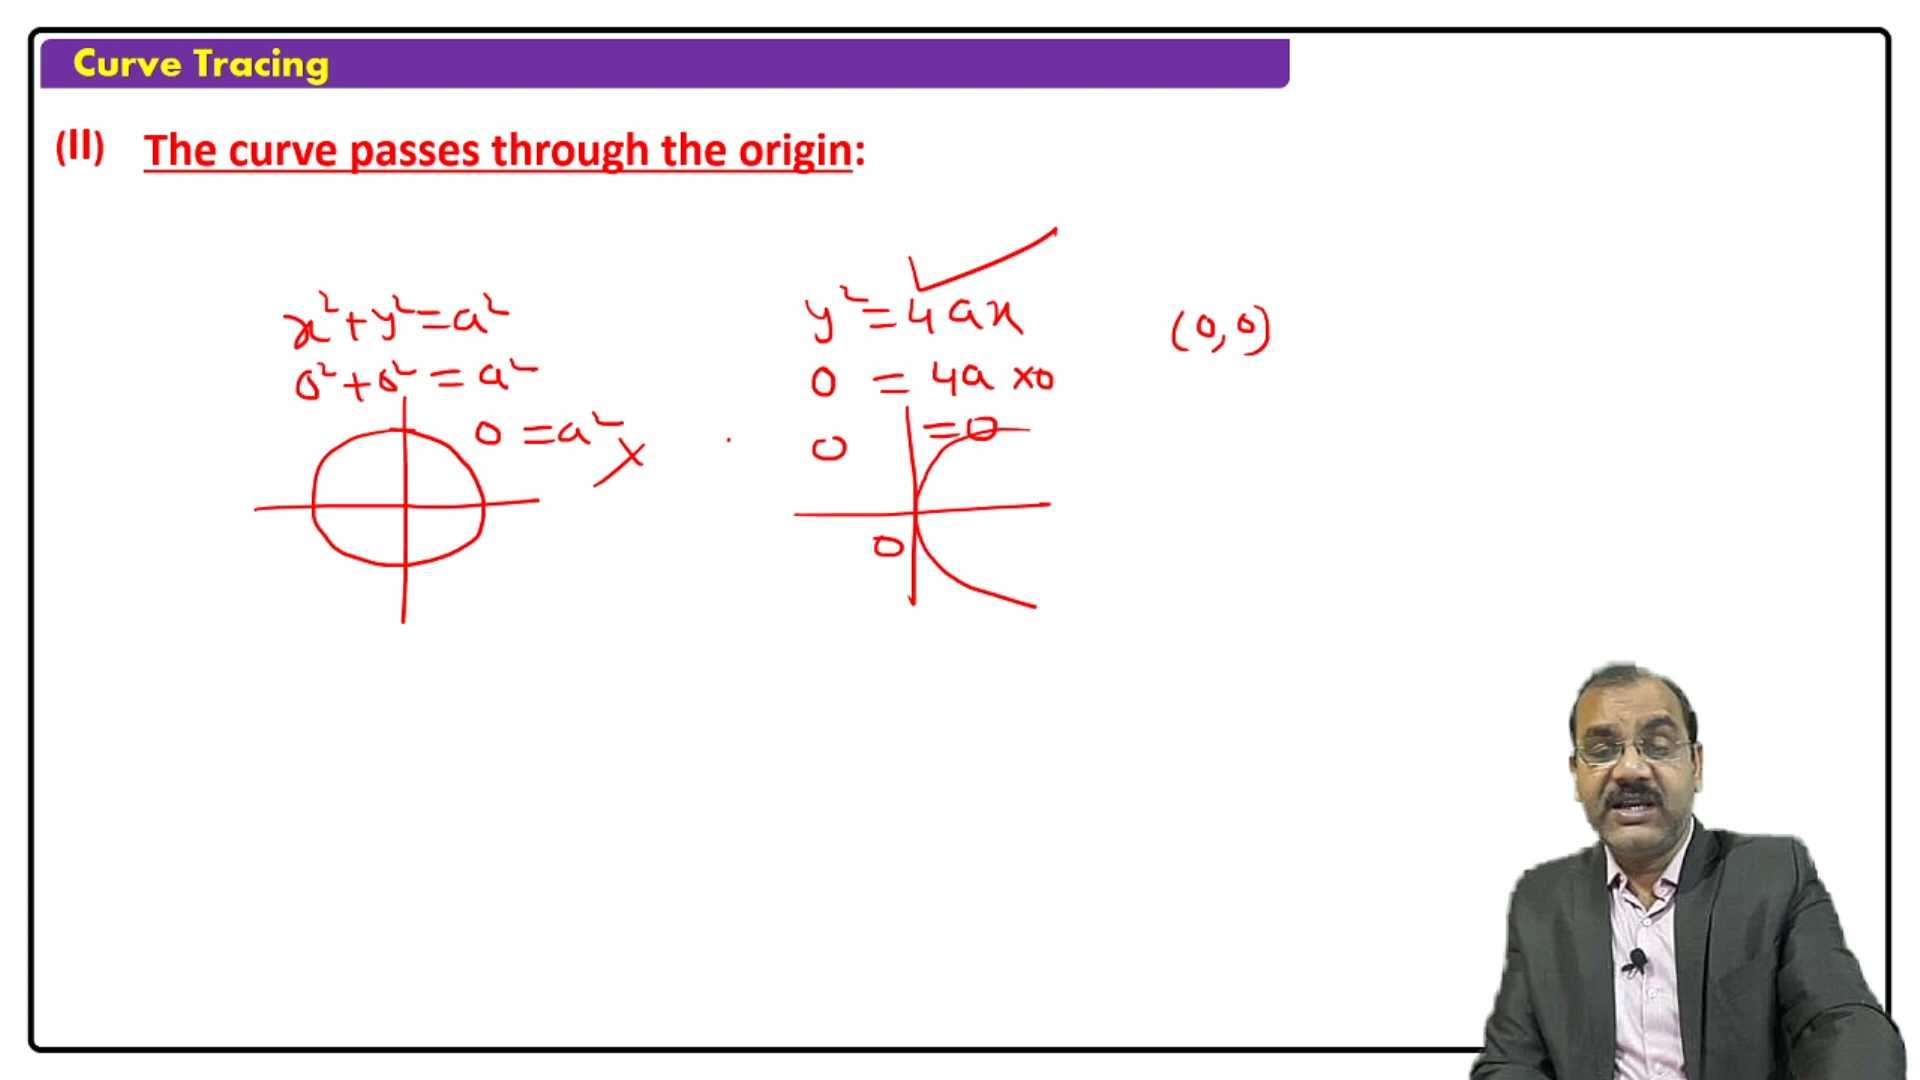 Curve Tracing
(II) The curve passes through the origin:
x²+y²=a²
0²+0²=a²
0=a² ×
y²=4ax
0 = 4a×0
0 =0
0
(0,0)